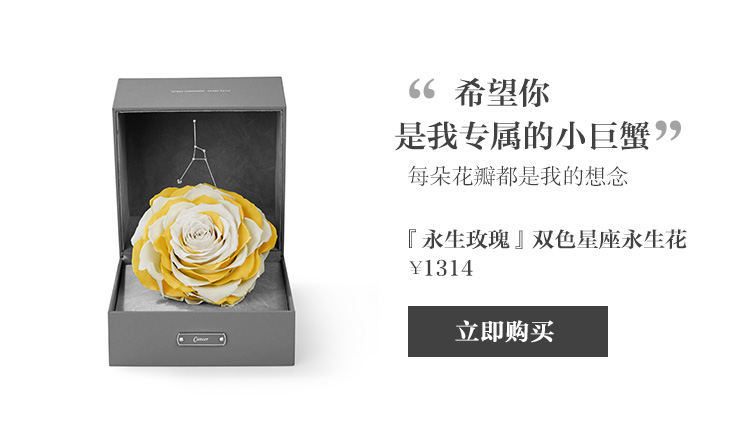 “ 希望你
是我专属的小巨蟹 ”
每朵花瓣都是我的想念
『永生玫瑰』双色星座永生花
¥1314
立即购买
Cancer